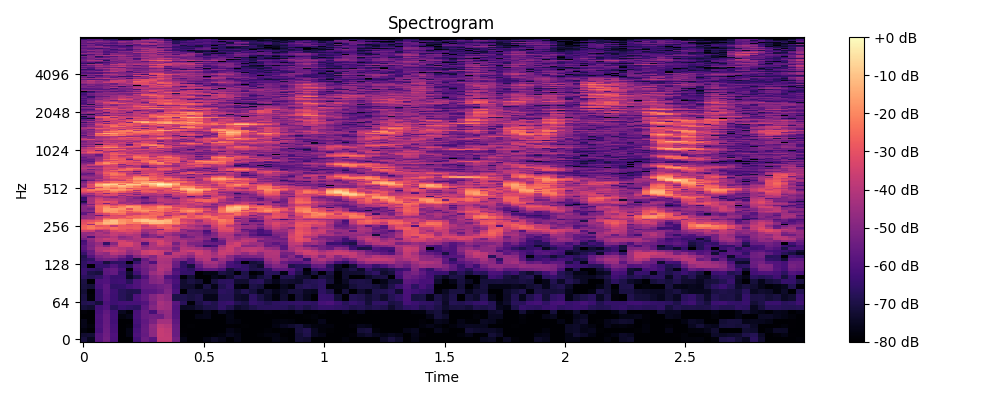 Spectrogram
Hz
4096
2048
1024
512
256
128
64
0
0
0.5
1
1.5
2
2.5
Time
+0 dB
-10 dB
-20 dB
-30 dB
-40 dB
-50 dB
-60 dB
-70 dB
-80 dB